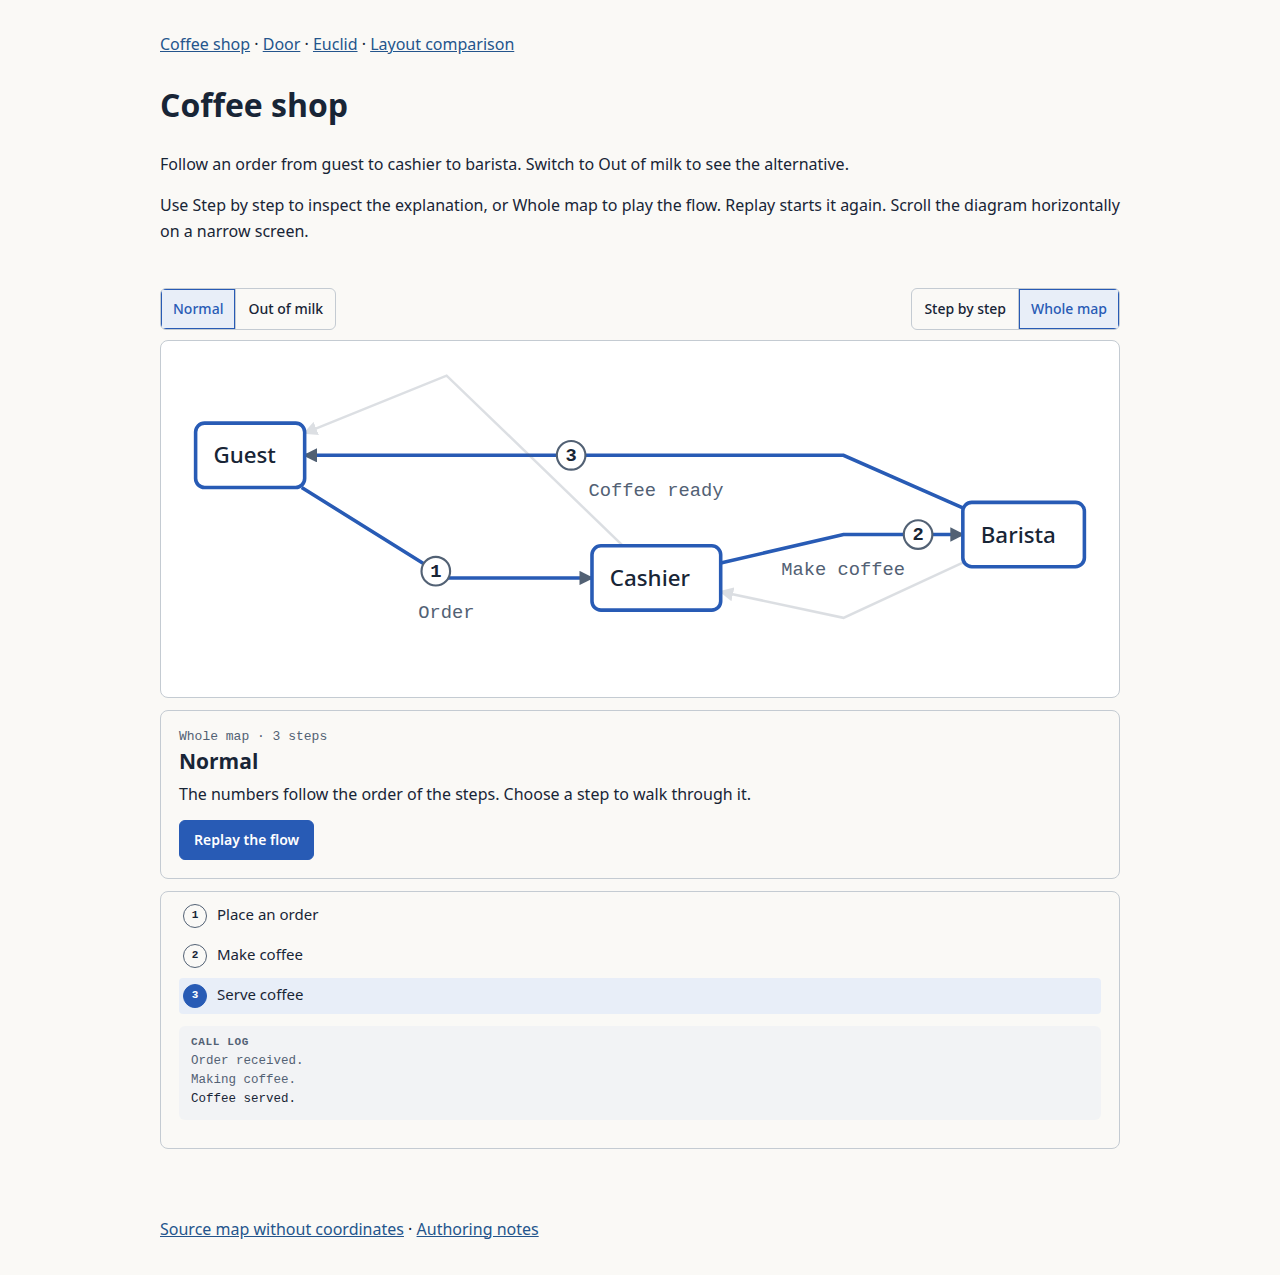 Coffee shop · Door · Euclid · Layout comparison
Coffee shop
Follow an order from guest to cashier to barista. Switch to Out of milk to see the alternative.
Use Step by step to inspect the explanation, or Whole map to play the flow. Replay starts it again. Scroll the diagram horizontally
on a narrow screen.
Normal
Out of milk
Step by step
Whole map
Guest
3
Coffee ready
Barista
2
Make coffee
1
Cashier
Order
Whole map · 3 steps
Normal
The numbers follow the order of the steps. Choose a step to walk through it.
Replay the flow
1 Place an order
2 Make coffee
3 Serve coffee
CALL LOG
Order received.
Making coffee.
Coffee served.
Source map without coordinates · Authoring notes